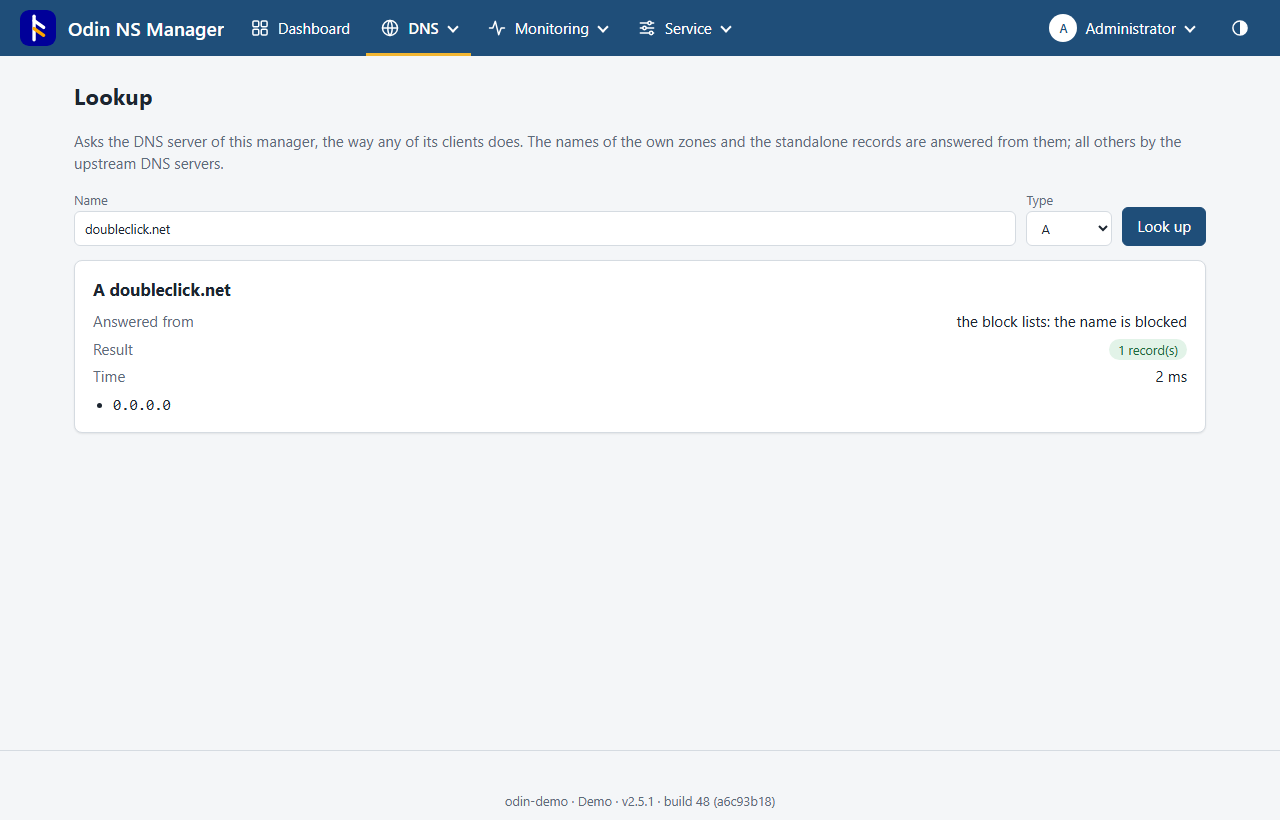 Odin NS Manager
Dashboard
DNS
Monitoring
Service
A
Administrator
Lookup
Asks the DNS server of this manager, the way any of its clients does. The names of the own zones and the standalone records are answered from them; all others by the
upstream DNS servers.
Name
Type
doubleclick.net
A
Look up
A doubleclick.net
Answered from
the block lists: the name is blocked
Result
1 record(s)
Time
2 ms
• 0.0.0.0
odin-demo · Demo · v2.5.1 · build 48 (a6c93b18)